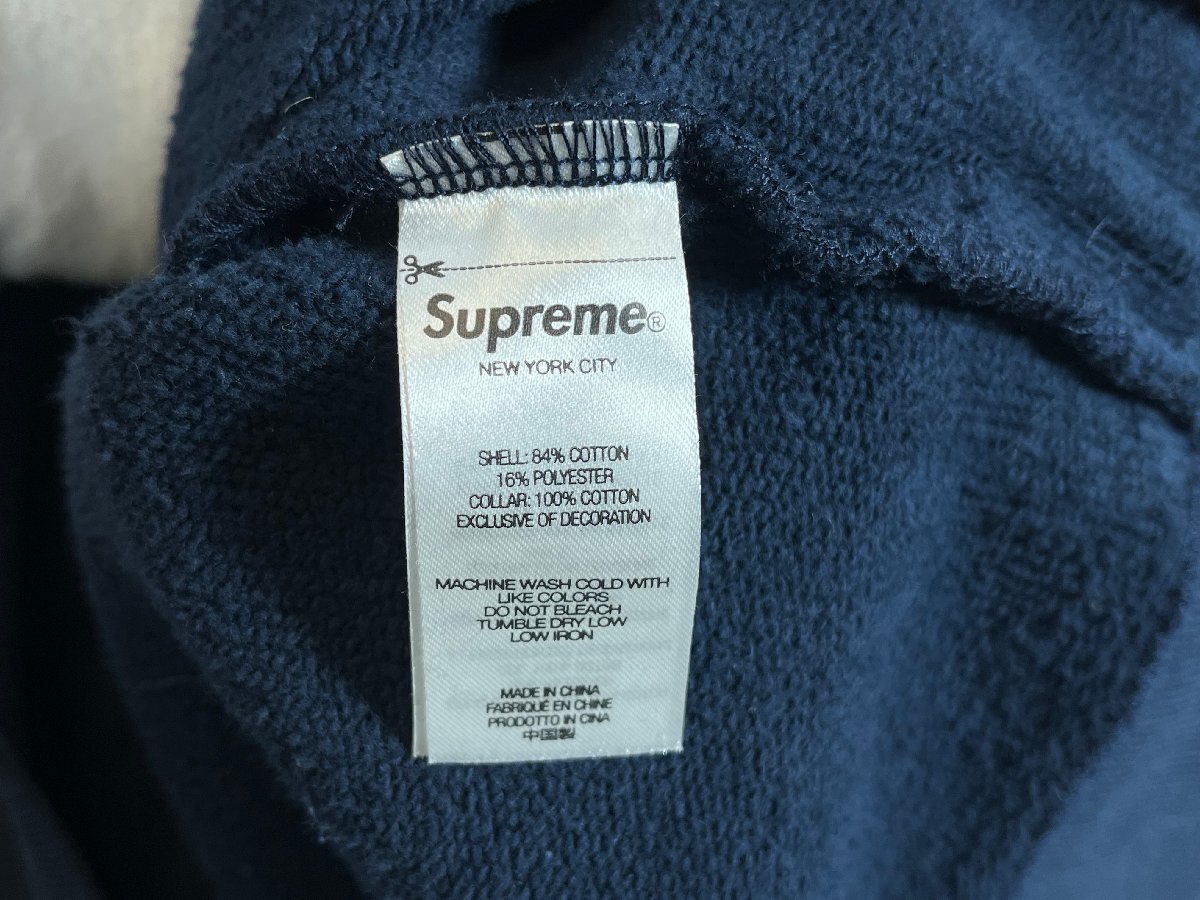 Supreme®
NEW YORK CITY
SHELL: 84% COTTON
16% POLYESTER
COLLAR: 100% COTTON
EXCLUSIVE OF DECORATION
MACHINE WASH COLD WITH
LIKE COLORS
DO NOT BLEACH
TUMBLE DRY LOW
LOW IRON
MADE IN CHINA
FABRIQUÉ EN CHINE
PRODOTTO IN CINA
中国製